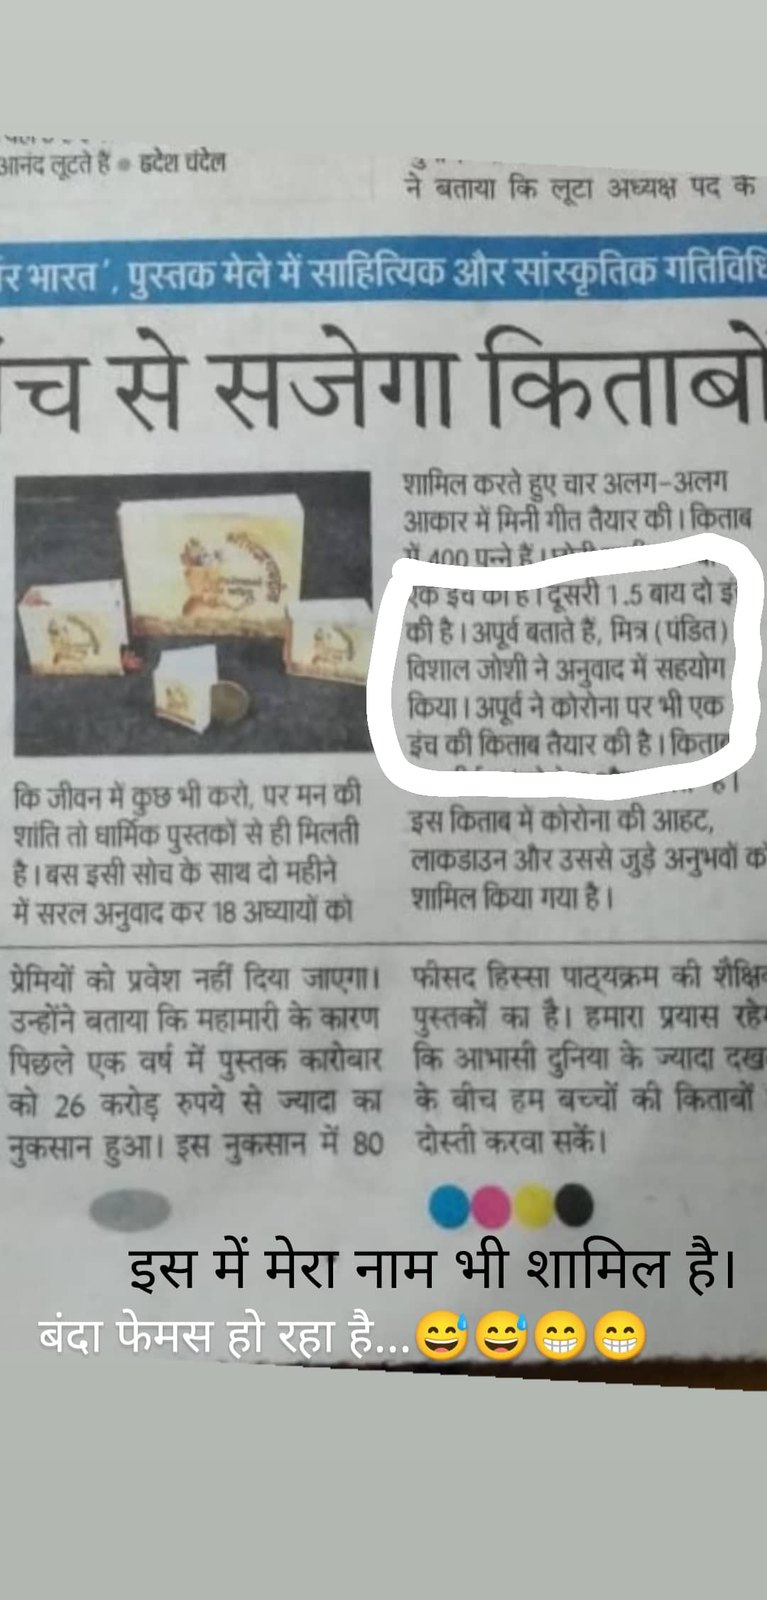 आनंद लूटते हैं ● ह्रदेश चंदेल
ने बताया कि लूटा अध्यक्ष पद के
र भारत', पुस्तक मेले में साहित्यिक और सांस्कृतिक गतिविधि
च से सजेगा किताबों
शामिल करते हुए चार अलग-अलग
आकार में मिनी गीत तैयार की। किताब
में 400 पन्ने हैं।
एक इंच की है। दूसरी 1.5 बाय दो इं
की है। अपूर्व बताते हैं, मित्र (पंडित)
विशाल जोशी ने अनुवाद में सहयोग
किया। अपूर्व ने कोरोना पर भी एक
इंच की किताब तैयार की है। किताब
है।
इस किताब में कोरोना की आहट,
लाकडाउन और उससे जुड़े अनुभवों को
शामिल किया गया है।
कि जीवन में कुछ भी करो, पर मन की
शांति तो धार्मिक पुस्तकों से ही मिलती
है। बस इसी सोच के साथ दो महीने
में सरल अनुवाद कर 18 अध्यायों को
प्रेमियों को प्रवेश नहीं दिया जाएगा।
उन्होंने बताया कि महामारी के कारण
पिछले एक वर्ष में पुस्तक कारोबार
को 26 करोड़ रुपये से ज्यादा का
नुकसान हुआ। इस नुकसान में 80
फीसद हिस्सा पाठ्यक्रम की शैक्षि
पुस्तकों का है। हमारा प्रयास रहे
कि आभासी दुनिया के ज्यादा दख
के बीच हम बच्चों की किताबों
दोस्ती करवा सकें।
इस में मेरा नाम भी शामिल है।
बंदा फेमस हो रहा है...😅😅😁😁